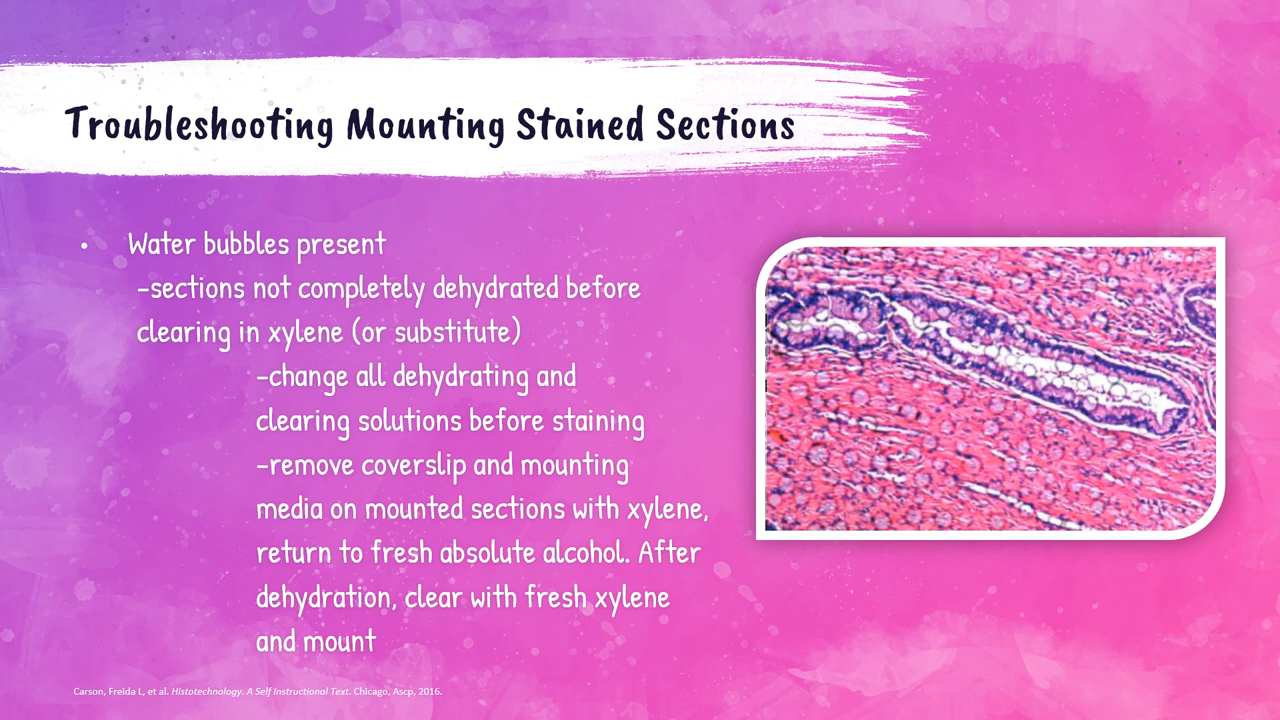 Troubleshooting Mounting Stained Sections
• Water bubbles present
–sections not completely dehydrated before
clearing in xylene (or substitute)
–change all dehydrating and
clearing solutions before staining
–remove coverslip and mounting
media on mounted sections with xylene,
return to fresh absolute alcohol. After
dehydration, clear with fresh xylene
and mount
Carson, Freida L, et al. Histotechnology. A Self Instructional Text. Chicago, Ascp, 2016.